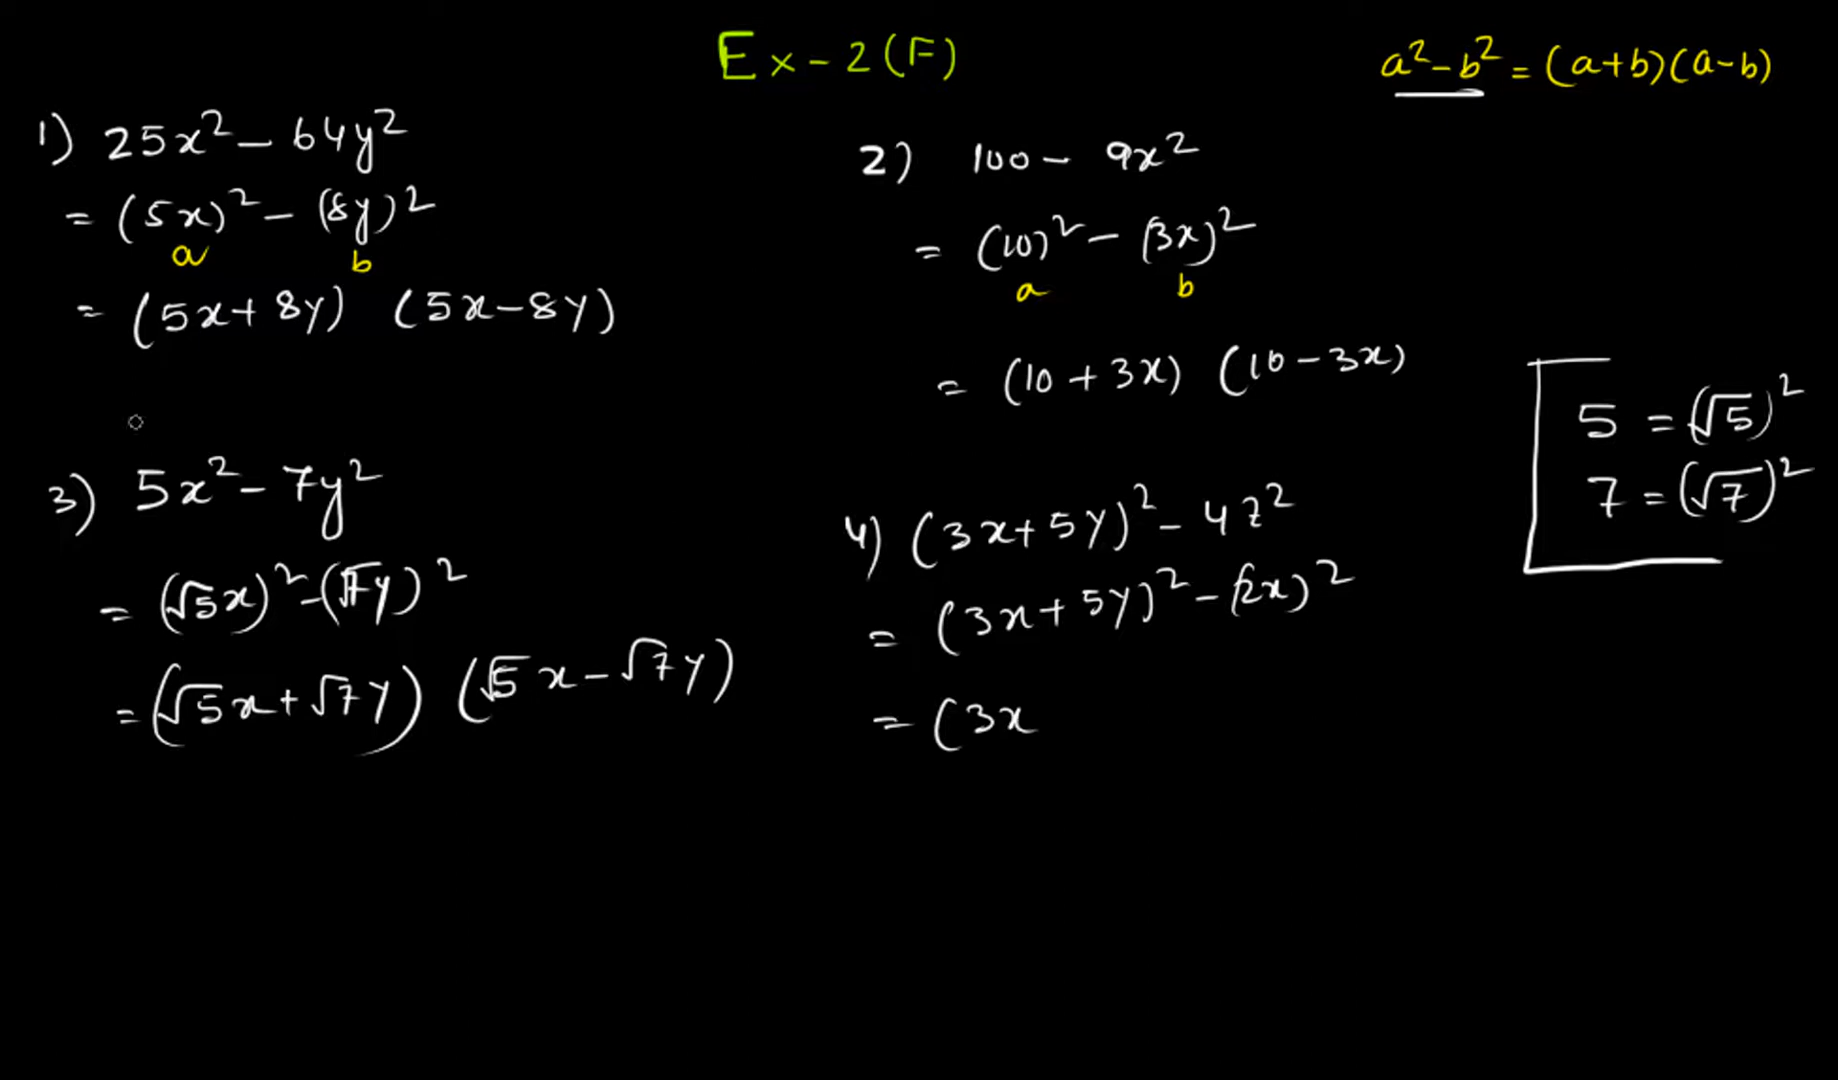 Ex - 2 (F)
a² - b² = (a+b)(a-b)
1) 25x² - 64y²
= (5x)² - (8y)²
a b
= (5x + 8y) (5x - 8y)
2) 100 - 9x²
= (10)² - (3x)²
a b
= (10 + 3x) (10 - 3x)
5 = (√5)²
7 = (√7)²
3) 5x² - 7y²
= (√5x)² - (√7y)²
= (√5x + √7y) (√5x - √7y)
4) (3x + 5y)² - 4z²
= (3x + 5y)² - (2x)²
= (3x